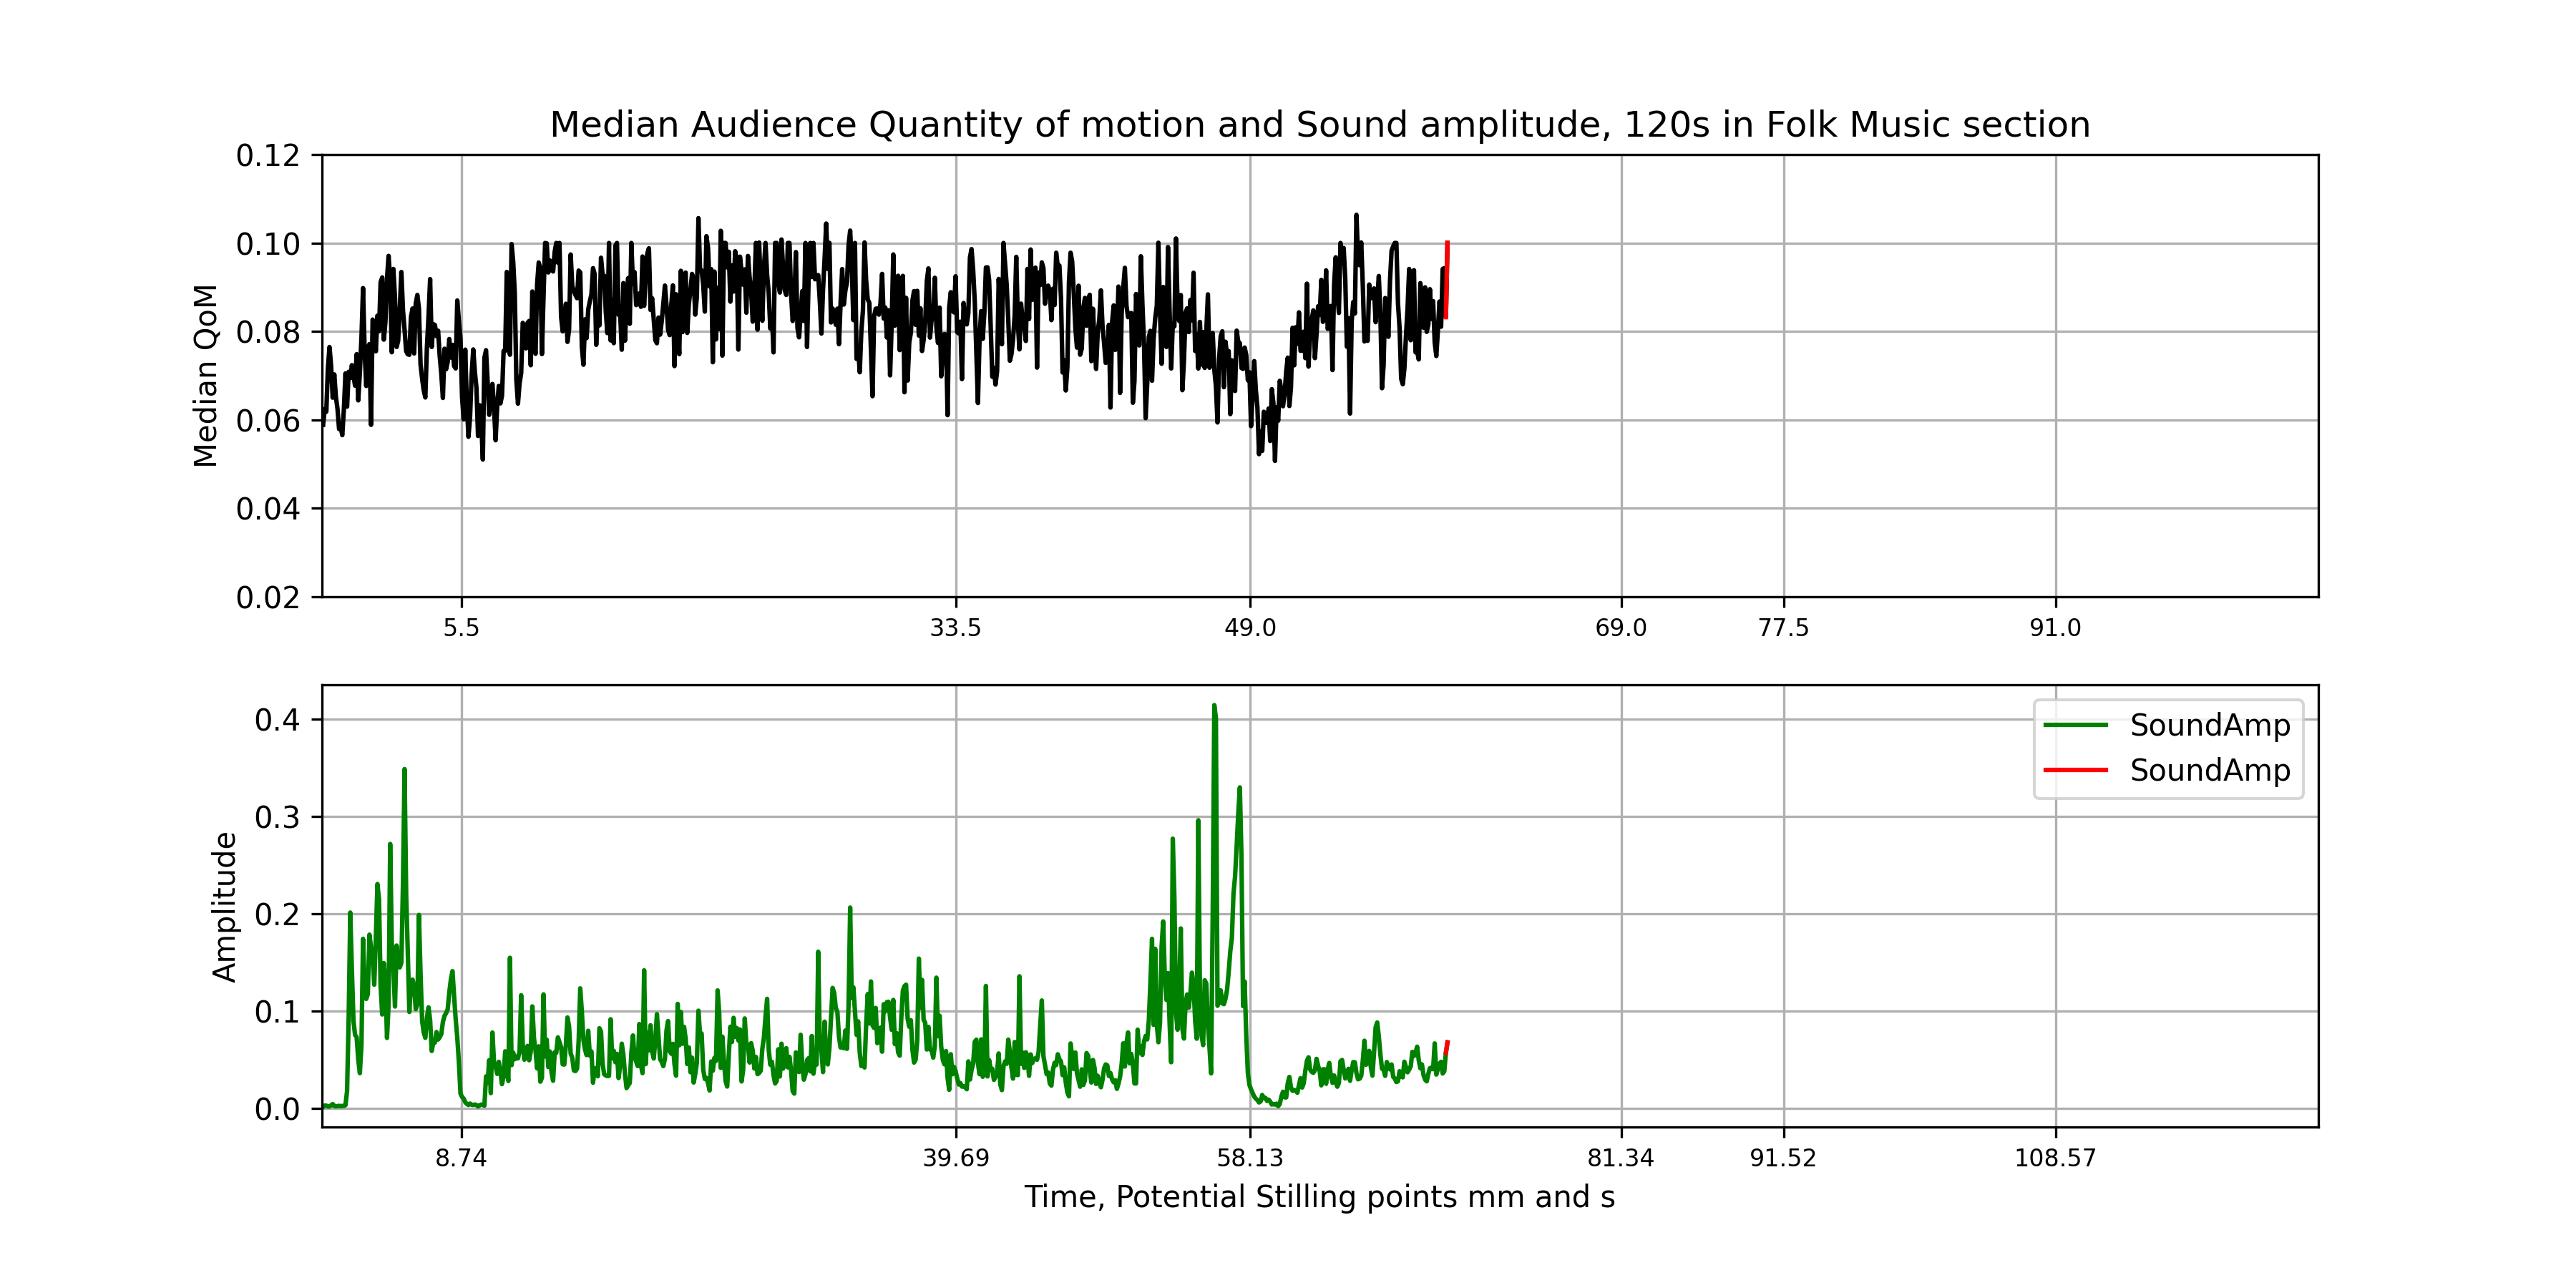 Median Audience Quantity of motion and Sound amplitude, 120s in Folk Music section
Median QoM
0.12
0.10
0.08
0.06
0.04
0.02
5.5 33.5 49.0 69.0 77.5 91.0
Amplitude
0.4
0.3
0.2
0.1
0.0
SoundAmp
SoundAmp
8.74 39.69 58.13 81.34 91.52 108.57
Time, Potential Stilling points mm and s